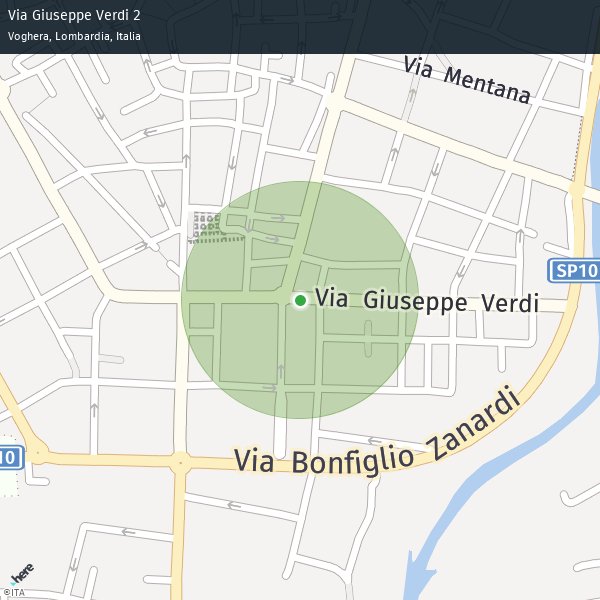 Via Giuseppe Verdi 2
Voghera, Lombardia, Italia
Via Mentana
SP10
Via Giuseppe Verdi
10
Via Bonfiglio Zanardi
here
©ITA